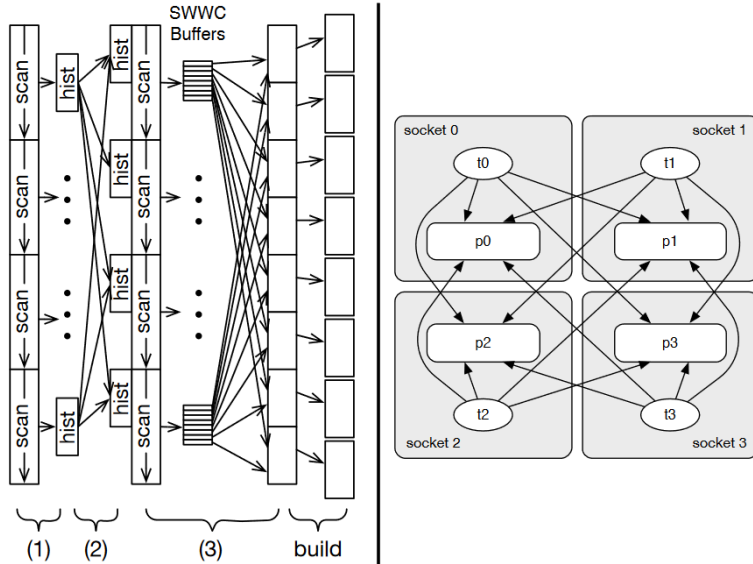 SWWC
Buffers
scan
scan
scan
scan
hist
hist
hist
hist
hist
hist
scan
scan
scan
scan
(1)
(2)
(3)
build
socket 0
socket 1
t0
t1
p0
p1
p2
p3
t2
t3
socket 2
socket 3